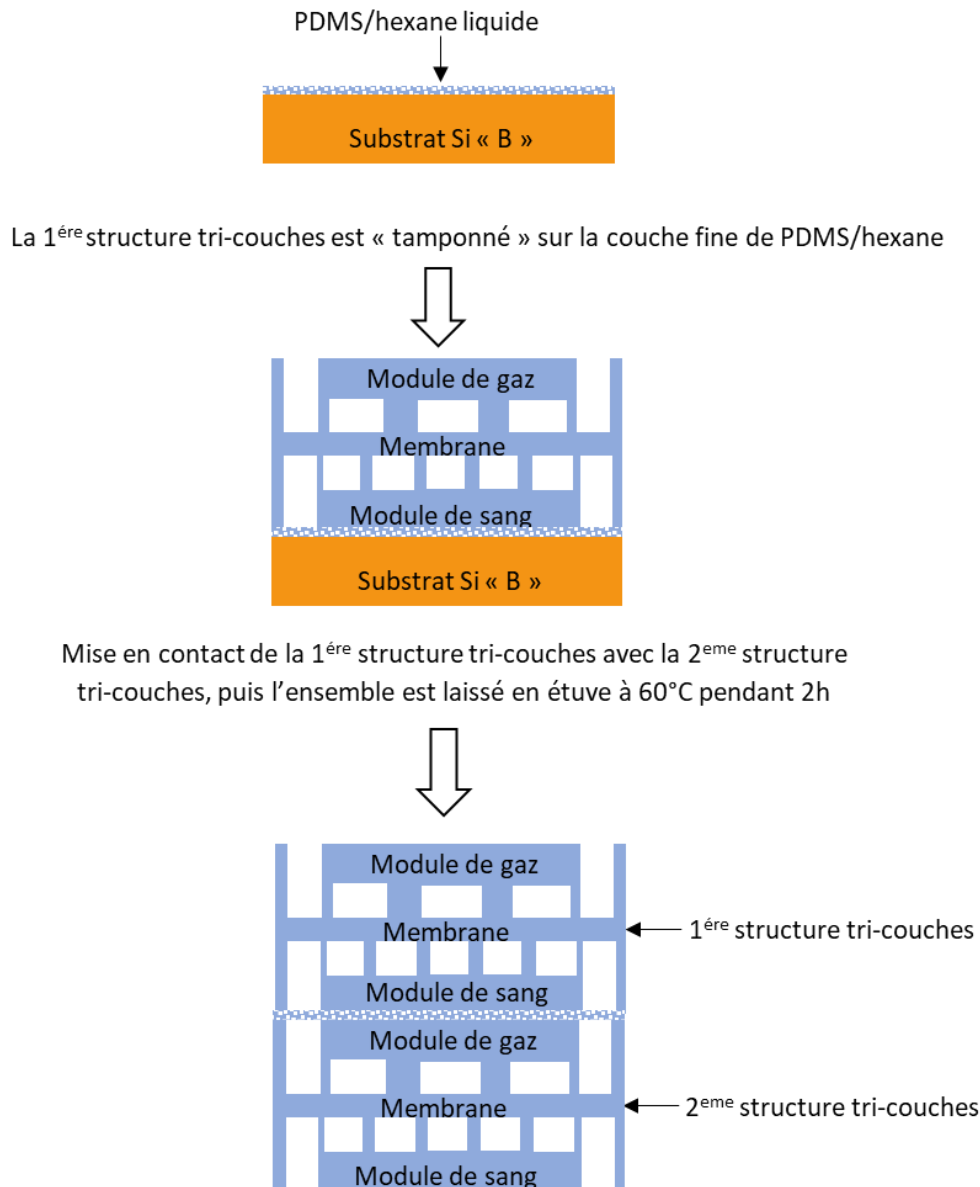 PDMS/hexane liquide
Substrat Si « B »
La 1ére structure tri-couches est « tamponné » sur la couche fine de PDMS/hexane
Module de gaz
Membrane
Module de sang
Substrat Si « B »
Mise en contact de la 1ére structure tri-couches avec la 2eme structure
tri-couches, puis l’ensemble est laissé en étuve à 60°C pendant 2h
Module de gaz
Membrane
1ére structure tri-couches
Module de sang
Module de gaz
Membrane
2eme structure tri-couches
Module de sang